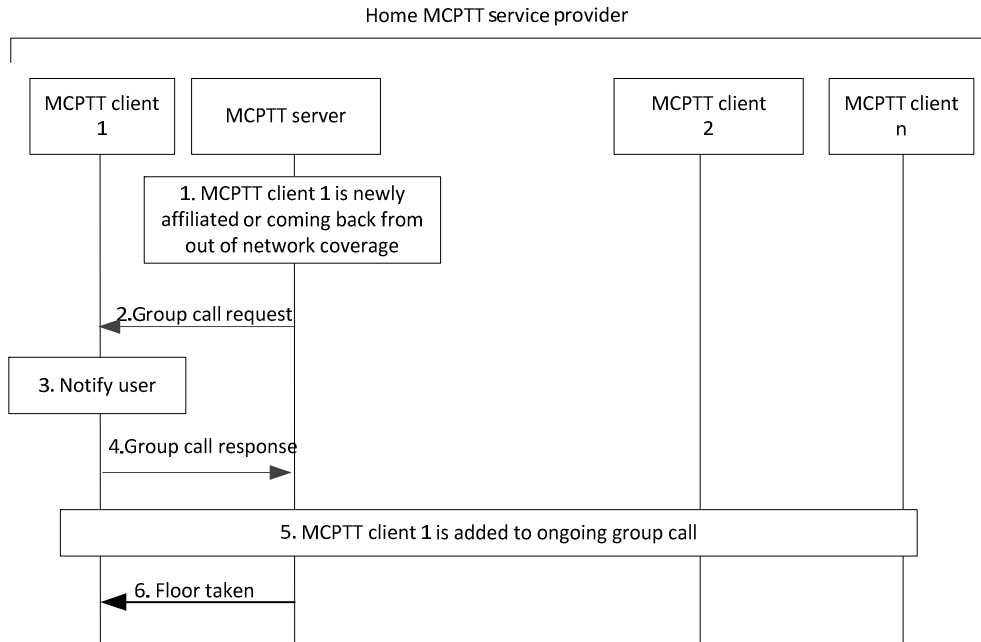 Home MCPTT service provider
MCPTT client
1
MCPTT server
MCPTT client
2
MCPTT client
n
1. MCPTT client 1 is newly
affiliated or coming back from
out of network coverage
2.Group call request
3. Notify user
4.Group call response
5. MCPTT client 1 is added to ongoing group call
6. Floor taken